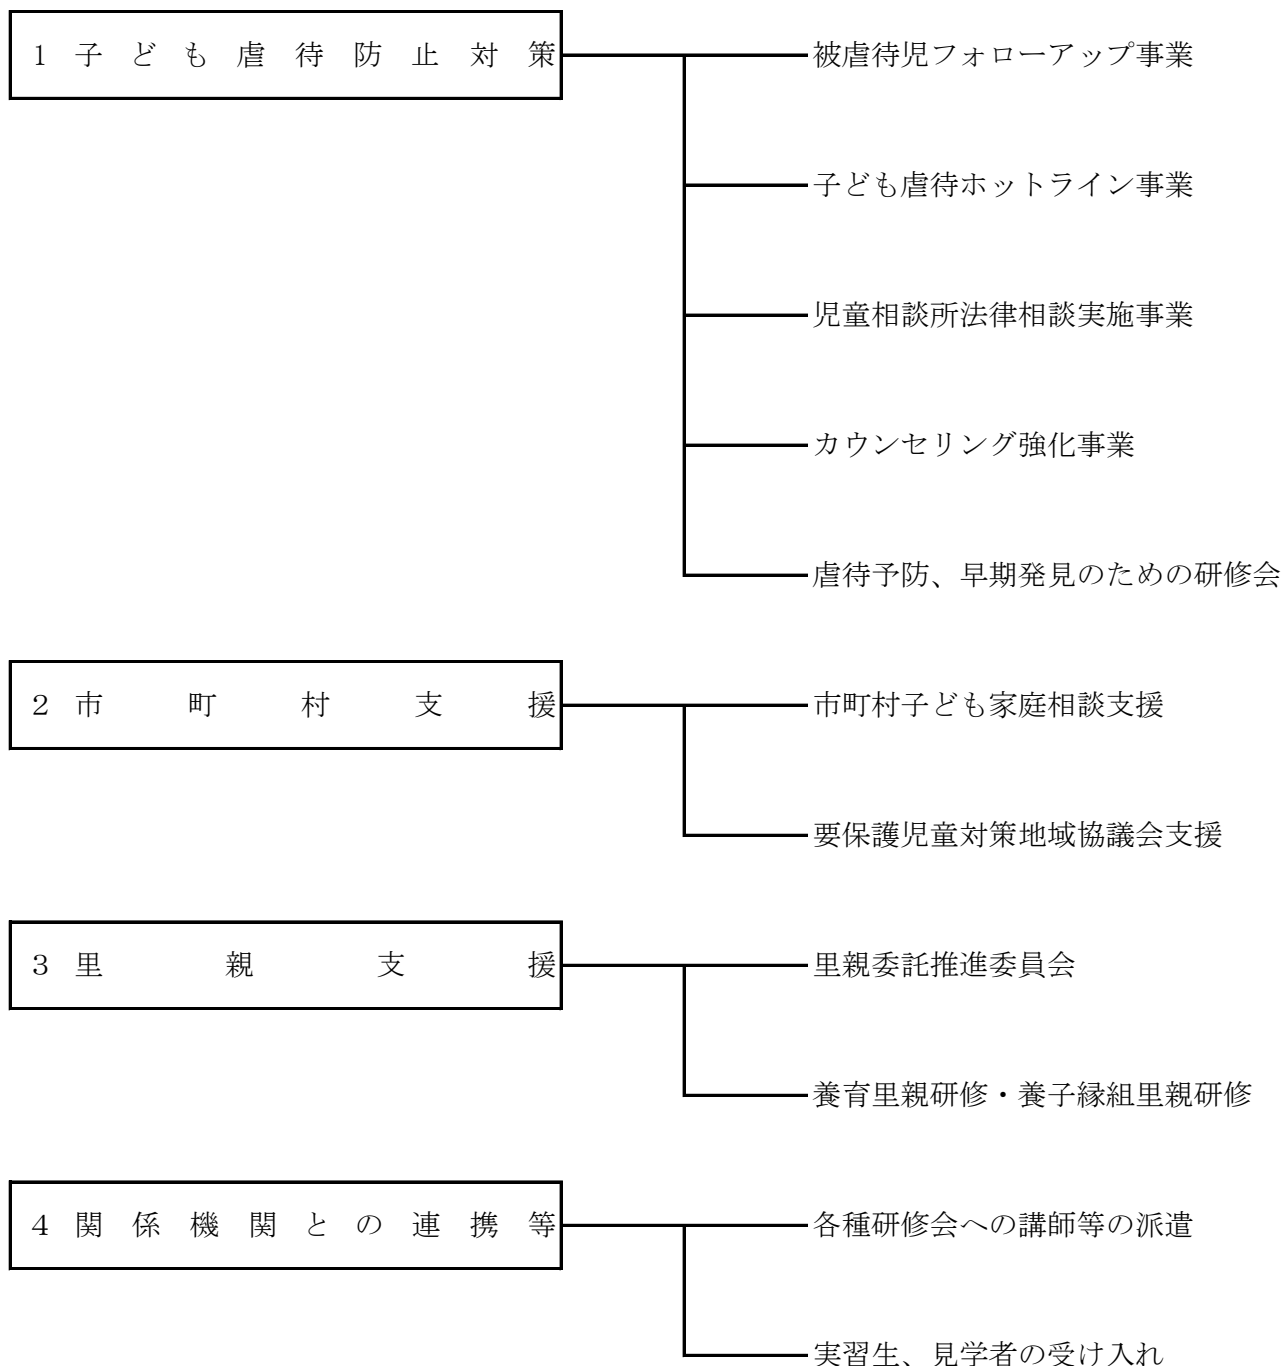 1 子ども虐待防止対策
被虐待児フォローアップ事業
子ども虐待ホットライン事業
児童相談所法律相談実施事業
カウンセリング強化事業
虐待予防、早期発見のための研修会
2 市町村支援
市町村子ども家庭相談支援
要保護児童対策地域協議会支援
3 里親支援
里親委託推進委員会
養育里親研修・養子縁組里親研修
4 関係機関との連携等
各種研修会への講師等の派遣
実習生、見学者の受け入れ